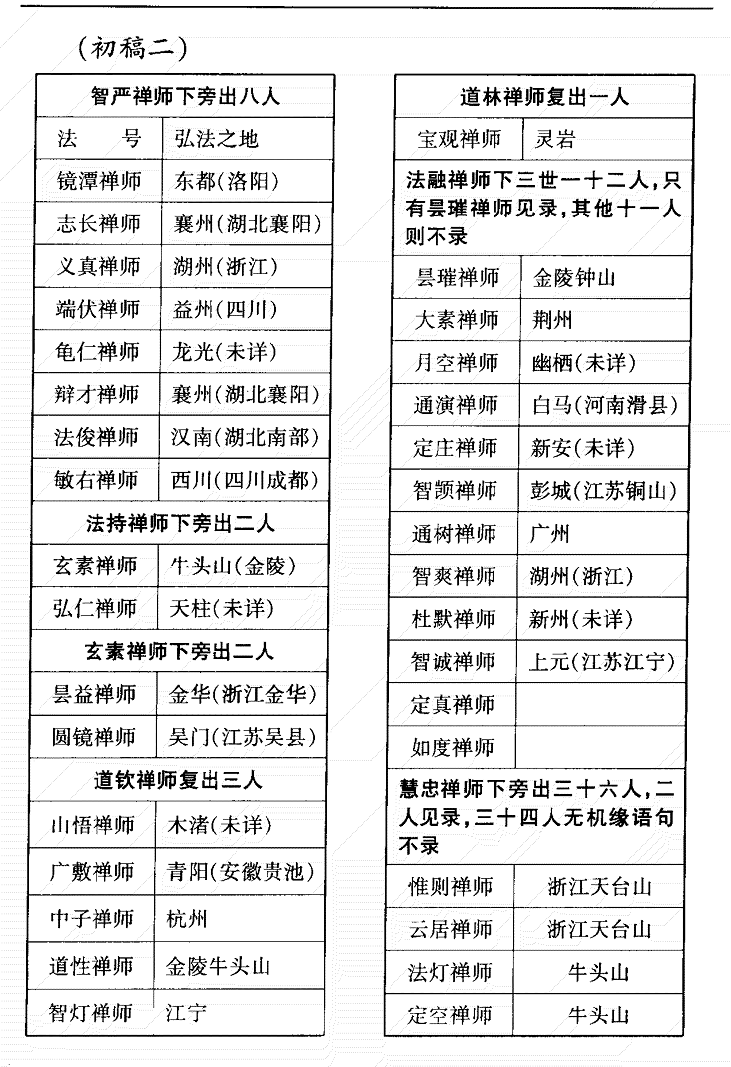 (初稿二)
智严禅师下旁出八人
法 号 弘法之地
镜潭禅师 东都(洛阳)
志长禅师 襄州(湖北襄阳)
义真禅师 湖州(浙江)
端伏禅师 益州(四川)
龟仁禅师 龙光(未详)
辩才禅师 襄州(湖北襄阳)
法俊禅师 汉南(湖北南部)
敏右禅师 西川(四川成都)
法持禅师下旁出二人
玄素禅师 牛头山(金陵)
弘仁禅师 天柱(未详)
玄素禅师下旁出二人
昙益禅师 金华(浙江金华)
圆镜禅师 吴门(江苏吴县)
道钦禅师复出三人
山悟禅师 木渚(未详)
广敷禅师 青阳(安徽贵池)
中子禅师 杭州
道性禅师 金陵牛头山
智灯禅师 江宁
道林禅师复出一人
宝观禅师 灵岩
法融禅师下三世一十二人,只
有昙璀禅师见录,其他十一人
则不录
昙璀禅师 金陵钟山
大素禅师 荆州
月空禅师 幽栖(未详)
通演禅师 白马(河南滑县)
定庄禅师 新安(未详)
智颁禅师 彭城(江苏铜山)
通树禅师 广州
智爽禅师 湖州(浙江)
杜默禅师 新州(未详)
智诚禅师 上元(江苏江宁)
定真禅师
如度禅师
慧忠禅师下旁出三十六人,二
人见录,三十四人无机缘语句
不录
惟则禅师 浙江天台山
云居禅师 浙江天台山
法灯禅师 牛头山
定空禅师 牛头山